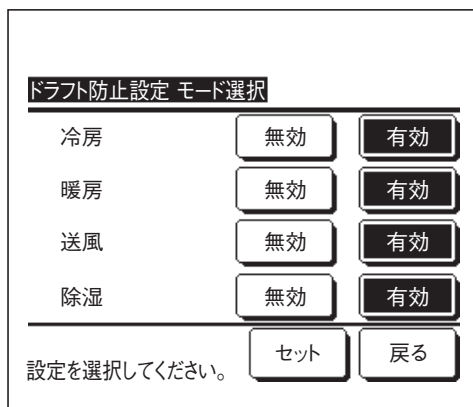 ドラフト防止設定 モード選択
冷房 無効 有効
暖房 無効 有効
送風 無効 有効
除湿 無効 有効
設定を選択してください。 セット 戻る